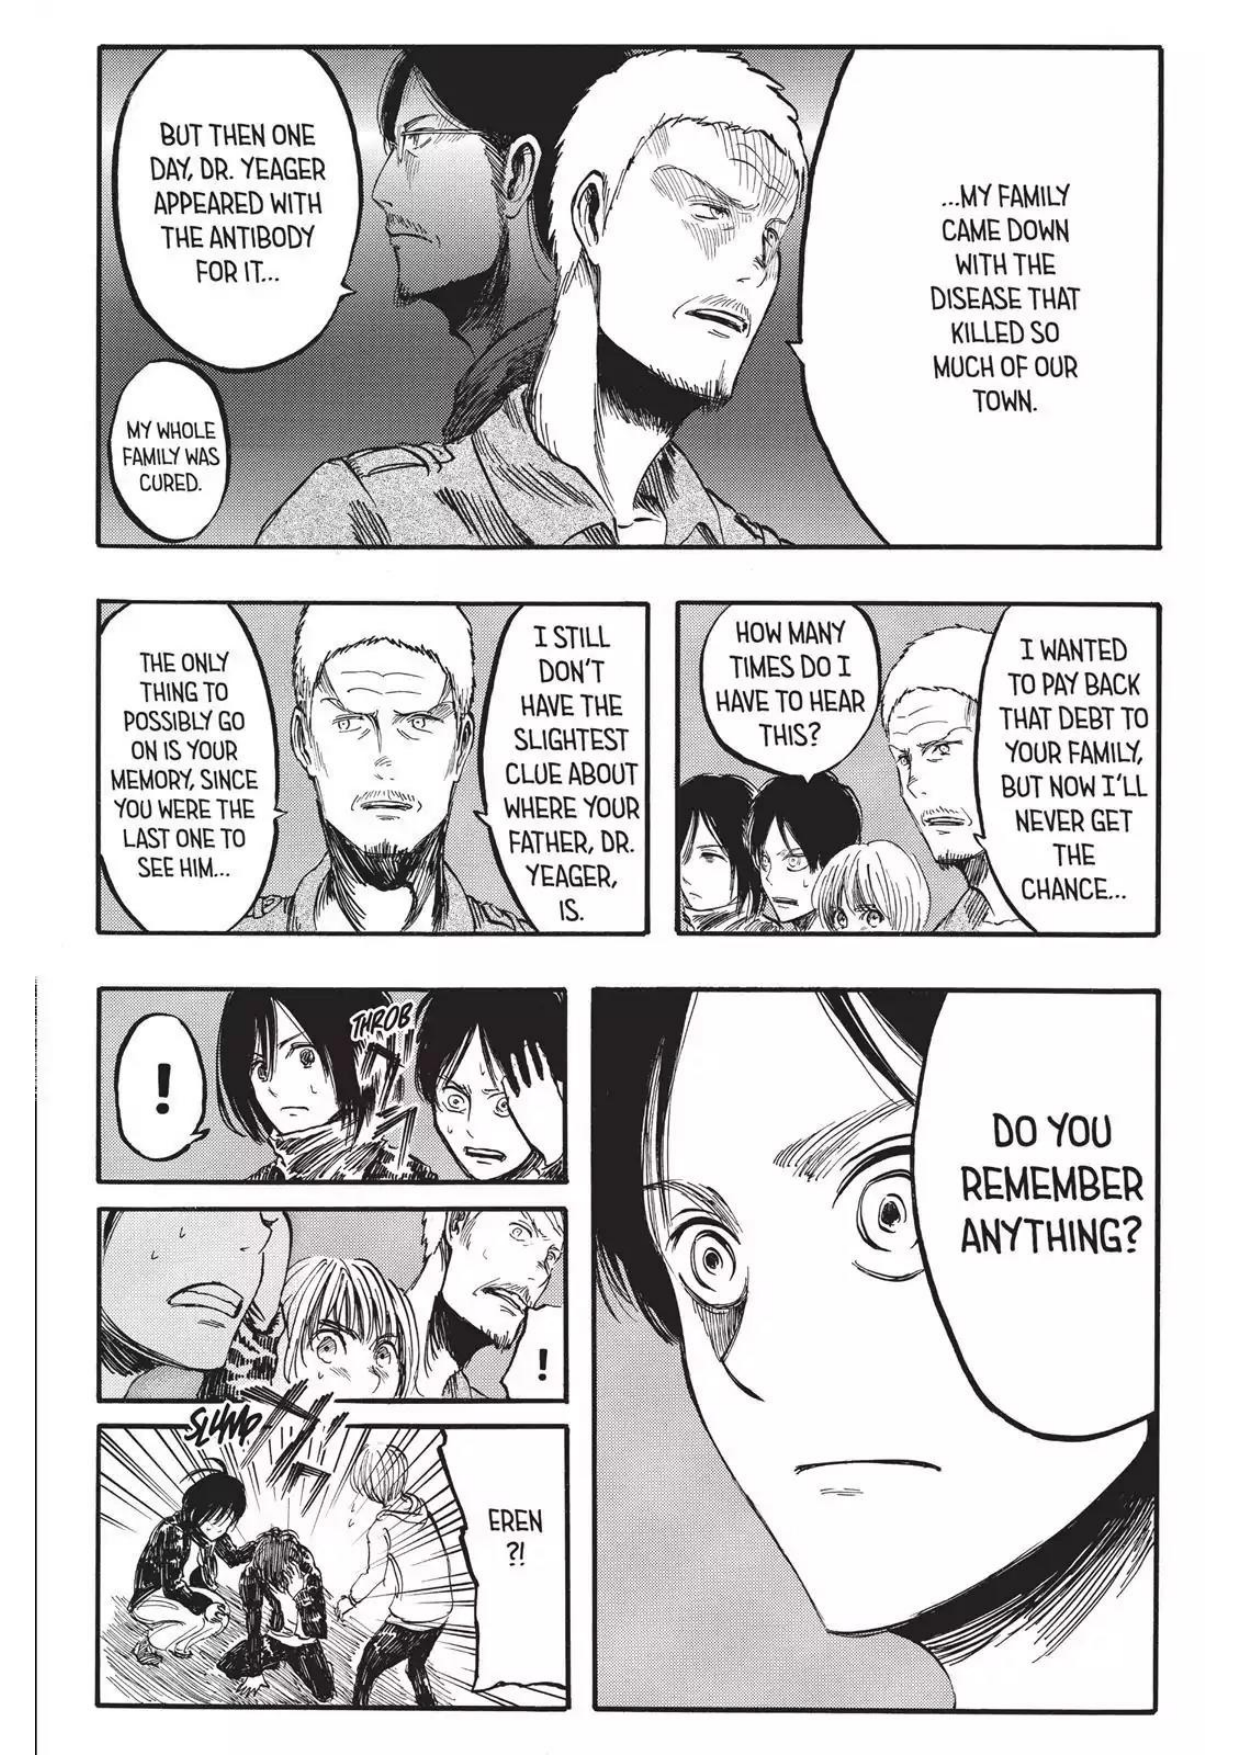 ...MY FAMILY
CAME DOWN
WITH THE
DISEASE THAT
KILLED SO
MUCH OF OUR
TOWN.
BUT THEN ONE
DAY, DR. YEAGER
APPEARED WITH
THE ANTIBODY
FOR IT...
MY WHOLE
FAMILY WAS
CURED.
I WANTED
TO PAY BACK
THAT DEBT TO
YOUR FAMILY,
BUT NOW I'LL
NEVER GET
THE
CHANCE...
HOW MANY
TIMES DO I
HAVE TO HEAR
THIS?
I STILL
DON'T
HAVE THE
SLIGHTEST
CLUE ABOUT
WHERE YOUR
FATHER, DR.
YEAGER,
IS.
THE ONLY
THING TO
POSSIBLY GO
ON IS YOUR
MEMORY, SINCE
YOU WERE THE
LAST ONE TO
SEE HIM...
DO YOU
REMEMBER
ANYTHING?
THROB
!
!
SLUMP
EREN
?!